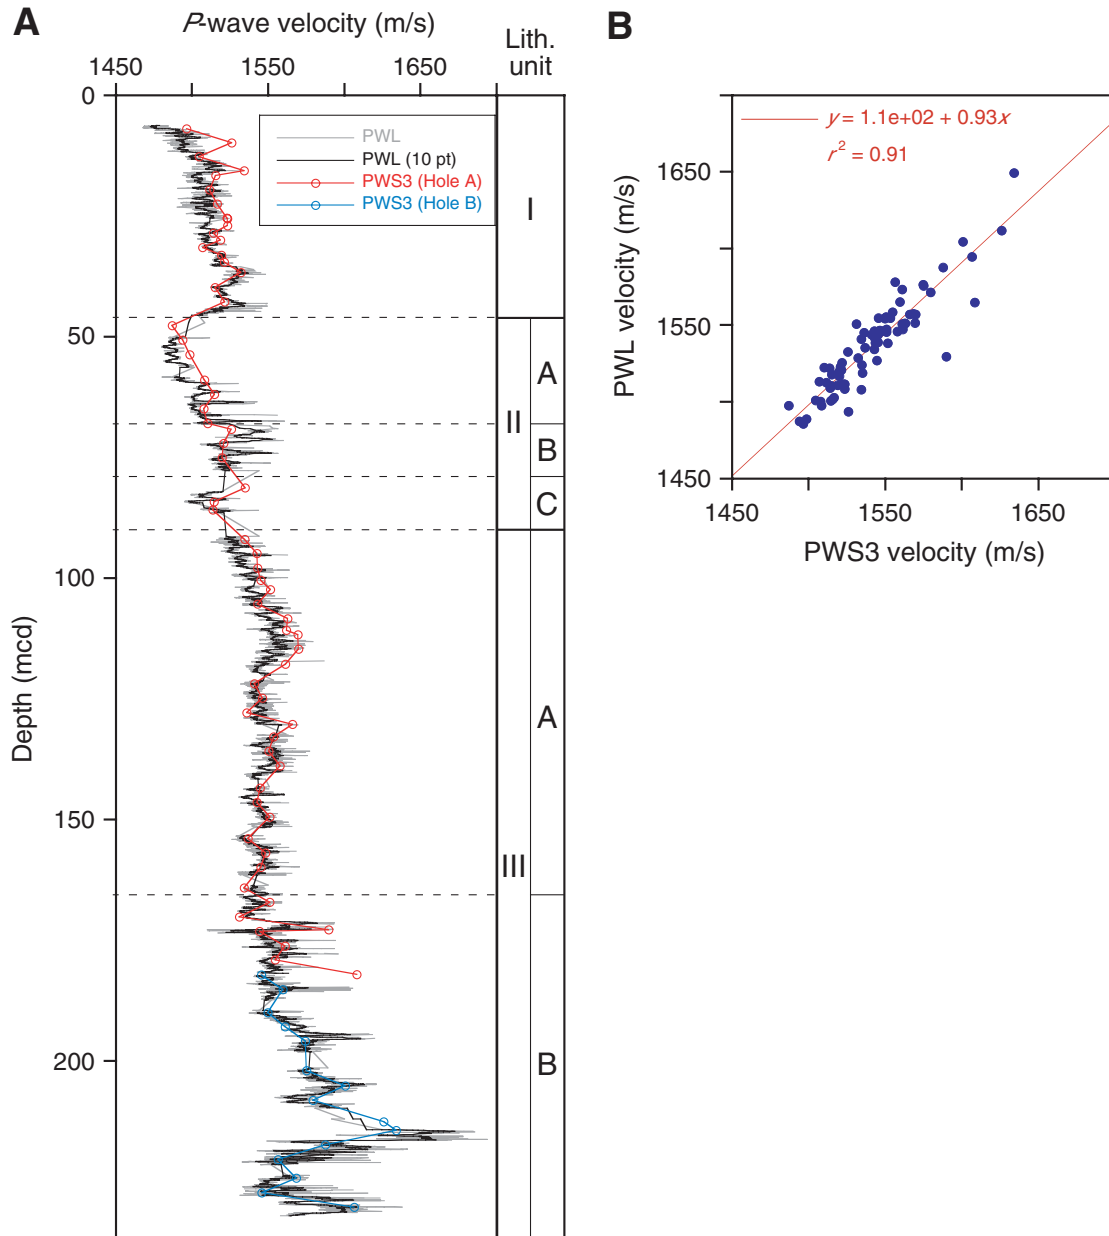 A
P-wave velocity (m/s)
Lith.
unit
1450
1550
1650
0
50
100
150
200
Depth (mcd)
PWL
PWL (10 pt)
PWS3 (Hole A)
PWS3 (Hole B)
I
II
A
B
C
III
A
B
B
y = 1.1e+02 + 0.93x
r2 = 0.91
1650
1550
1450
PWL velocity (m/s)
1450
1550
1650
PWS3 velocity (m/s)